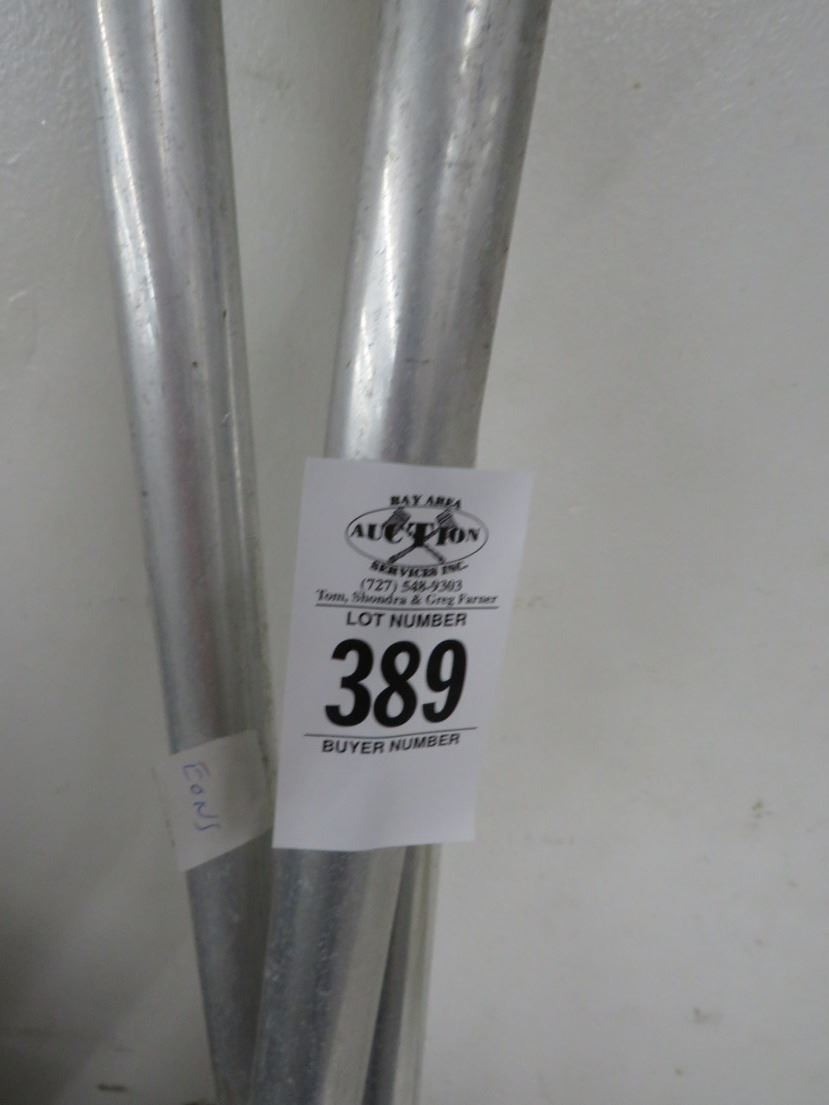 BAY AREA
AUCTION
SERVICES INC.
(727) 548-9303
Tom, Shondra & Greg Farner
LOT NUMBER
389
BUYER NUMBER
EONS